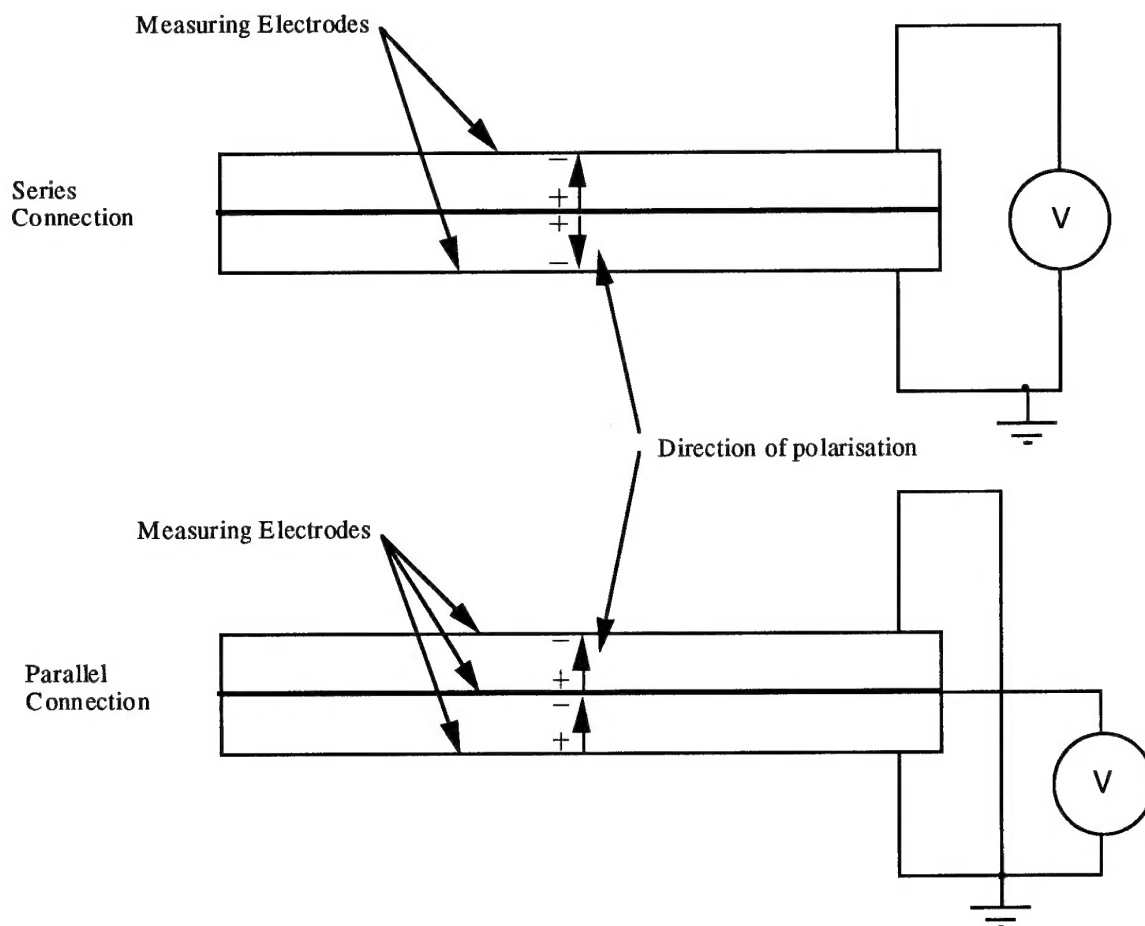 Measuring Electrodes
−
+
+
−
Series
Connection
V
Direction of polarisation
Measuring Electrodes
−
+
−
+
Parallel
Connection
V